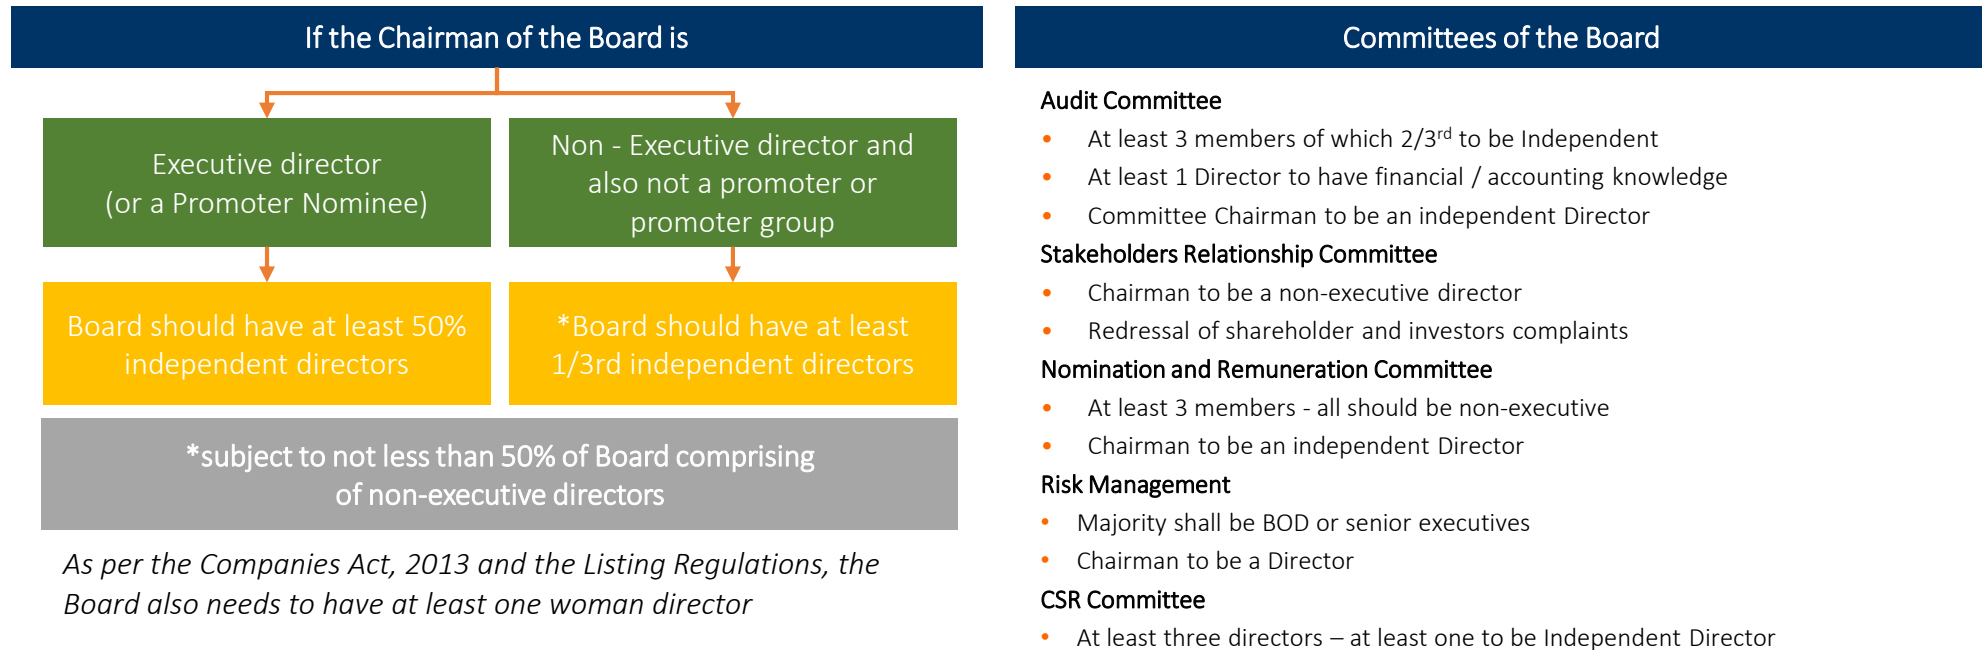 If the Chairman of the Board is
Executive director
(or a Promoter Nominee)
Non - Executive director and
also not a promoter or
promoter group
Board should have at least 50%
independent directors
*Board should have at least
1/3rd independent directors
*subject to not less than 50% of Board comprising
of non-executive directors
As per the Companies Act, 2013 and the Listing Regulations, the
Board also needs to have at least one woman director
Committees of the Board
Audit Committee
• At least 3 members of which 2/3rd to be Independent
• At least 1 Director to have financial / accounting knowledge
• Committee Chairman to be an independent Director
Stakeholders Relationship Committee
• Chairman to be a non-executive director
• Redressal of shareholder and investors complaints
Nomination and Remuneration Committee
• At least 3 members - all should be non-executive
• Chairman to be an independent Director
Risk Management
• Majority shall be BOD or senior executives
• Chairman to be a Director
CSR Committee
• At least three directors – at least one to be Independent Director